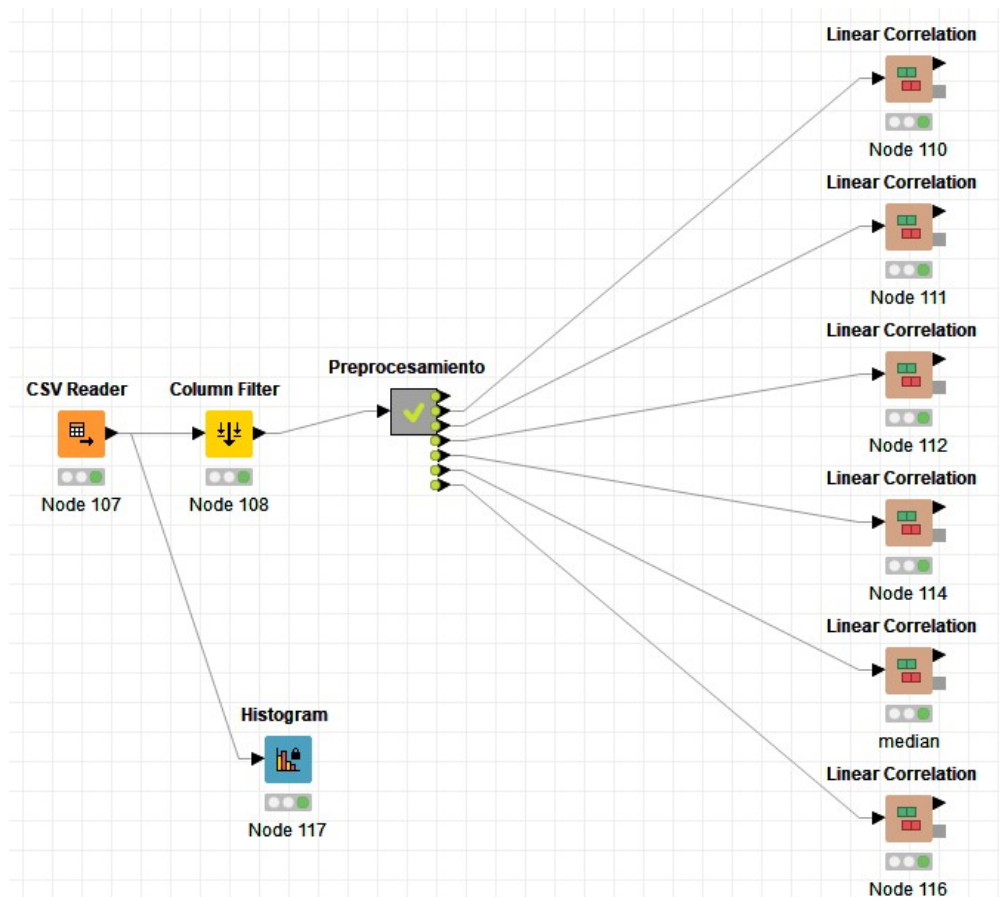 Linear Correlation
Node 110
Linear Correlation
Node 111
Linear Correlation
Node 112
Preprocesamiento
CSV Reader
Column Filter
Node 107
Node 108
Linear Correlation
Node 114
Linear Correlation
median
Histogram
Node 117
Linear Correlation
Node 116